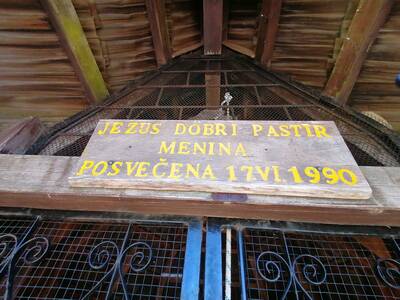 JEZUS DOBRI PASTIR
MENINA
POSVEČENA 17.VI.1990.